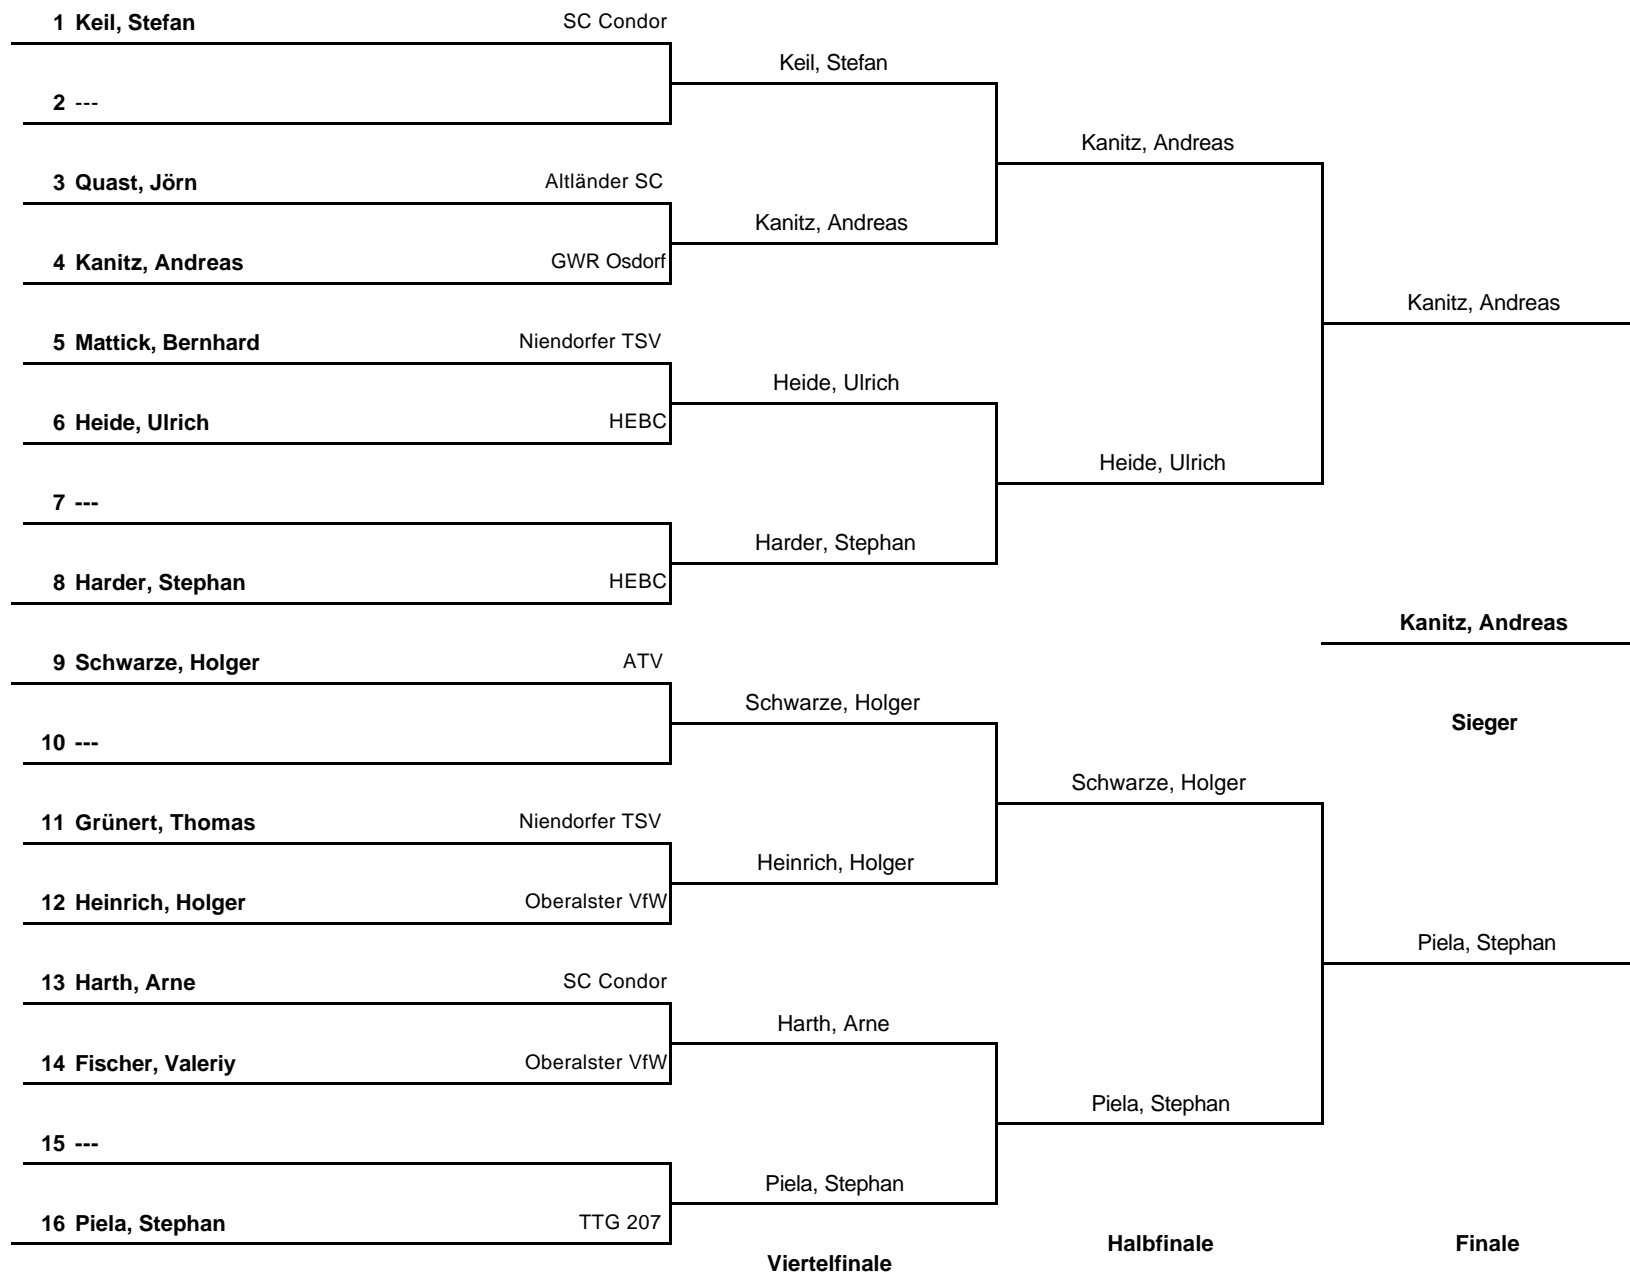 1 Keil, Stefan SC Condor
Keil, Stefan
2 ---
Kanitz, Andreas
3 Quast, Jörn Altländer SC
Kanitz, Andreas
4 Kanitz, Andreas GWR Osdorf
Kanitz, Andreas
5 Mattick, Bernhard Niendorfer TSV
Heide, Ulrich
6 Heide, Ulrich HEBC
Heide, Ulrich
7 ---
Harder, Stephan
8 Harder, Stephan HEBC
Kanitz, Andreas
9 Schwarze, Holger ATV
Schwarze, Holger
Sieger
10 ---
Schwarze, Holger
11 Grünert, Thomas Niendorfer TSV
Heinrich, Holger
12 Heinrich, Holger Oberalster VfW
Piela, Stephan
13 Harth, Arne SC Condor
Harth, Arne
14 Fischer, Valeriy Oberalster VfW
Piela, Stephan
15 ---
Piela, Stephan
16 Piela, Stephan TTG 207
Halbfinale Finale
Viertelfinale